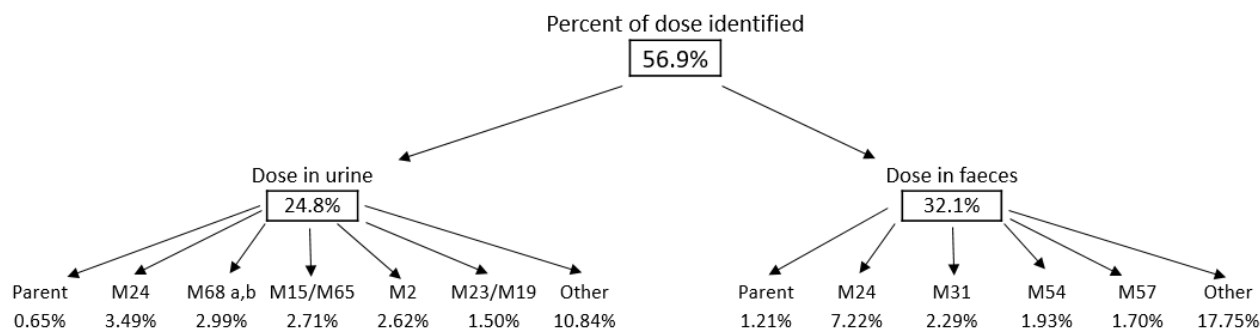 Percent of dose identified
56.9%
Dose in urine
24.8%
Dose in faeces
32.1%
Parent M24 M68 a,b M15/M65 M2 M23/M19 Other
0.65% 3.49% 2.99% 2.71% 2.62% 1.50% 10.84%
Parent M24 M31 M54 M57 Other
1.21% 7.22% 2.29% 1.93% 1.70% 17.75%